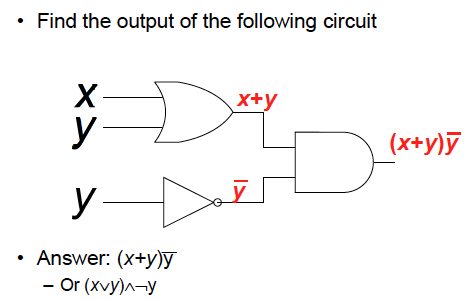 • Find the output of the following circuit
x
y
x+y
(x+y)y̅
y
y̅
• Answer: (x+y)y̅
– Or (x∨y)∧¬y